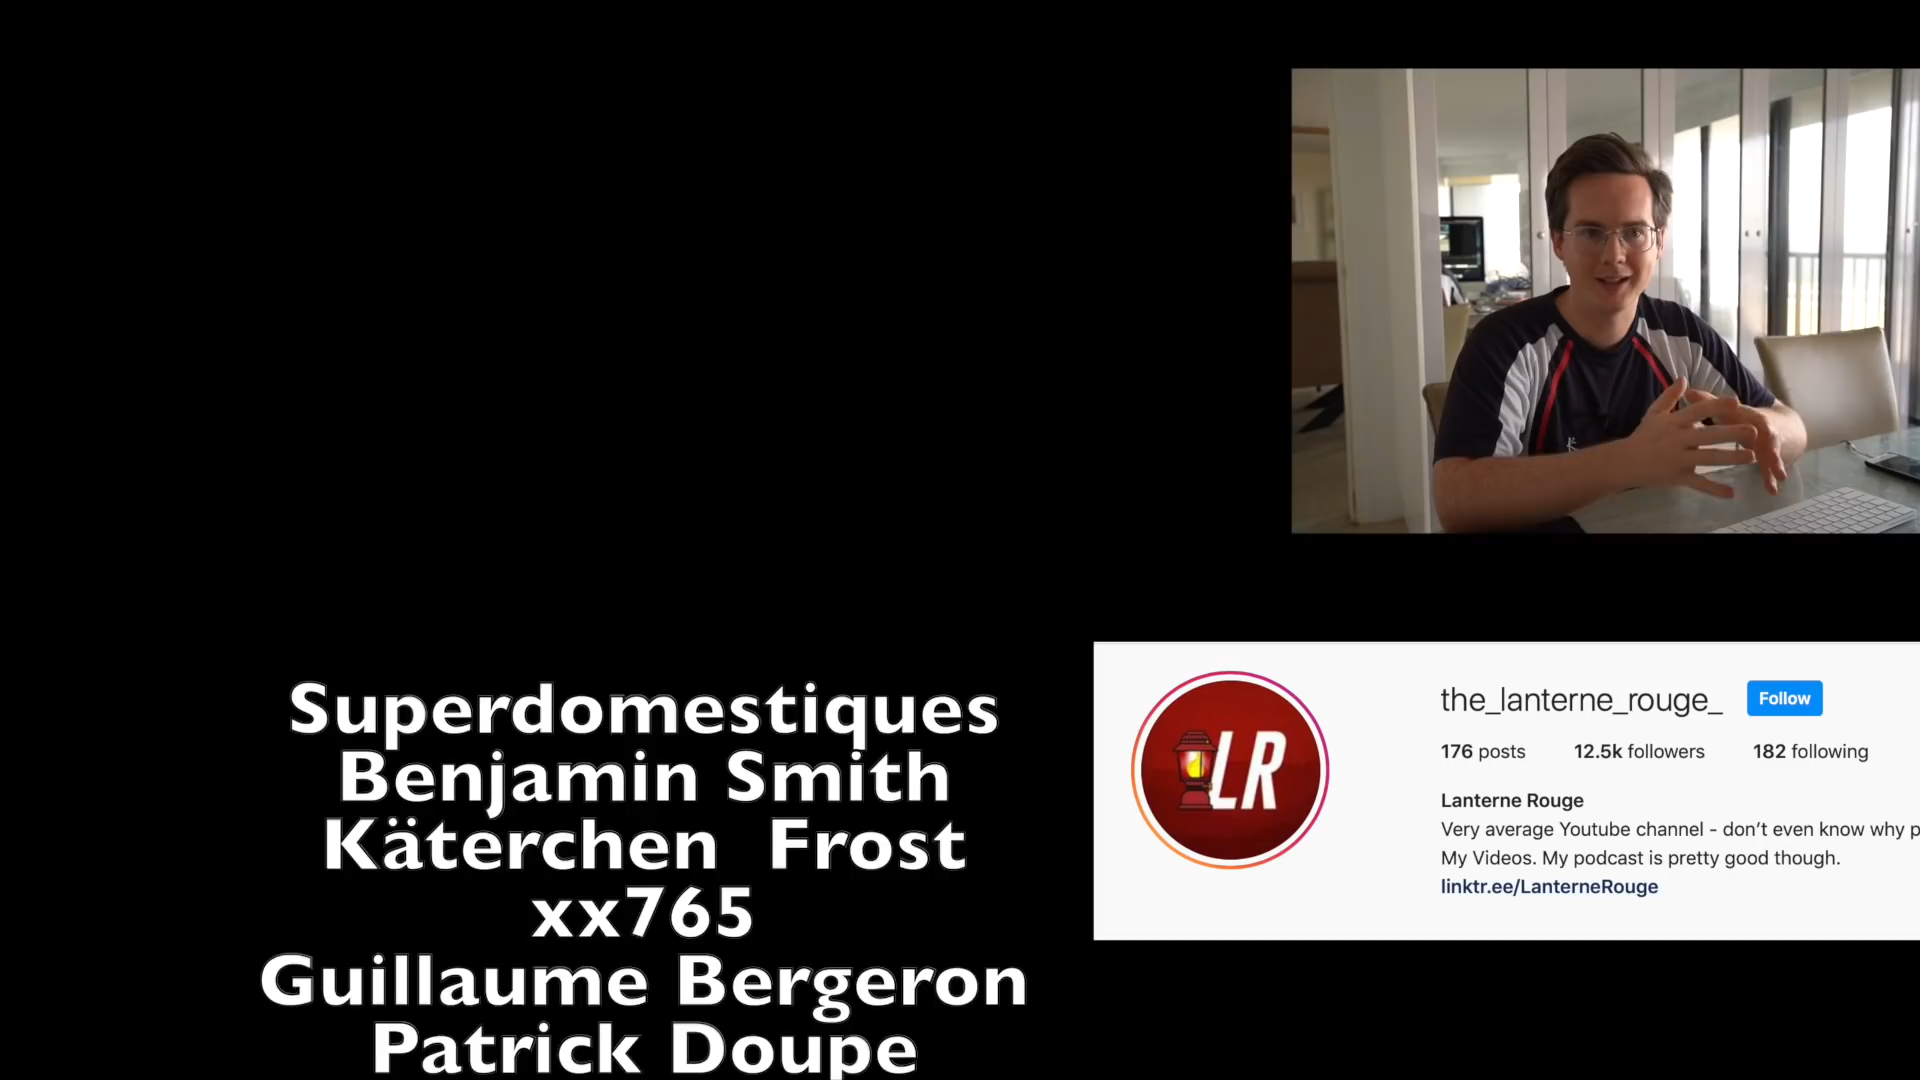 Superdomestiques
Benjamin Smith
Käterchen Frost
xx765
Guillaume Bergeron
Patrick Doupe
LR
the_lanterne_rouge_ Follow
176 posts 12.5k followers 182 following
Lanterne Rouge
Very average Youtube channel - don’t even know why p
My Videos. My podcast is pretty good though.
linktr.ee/LanterneRouge